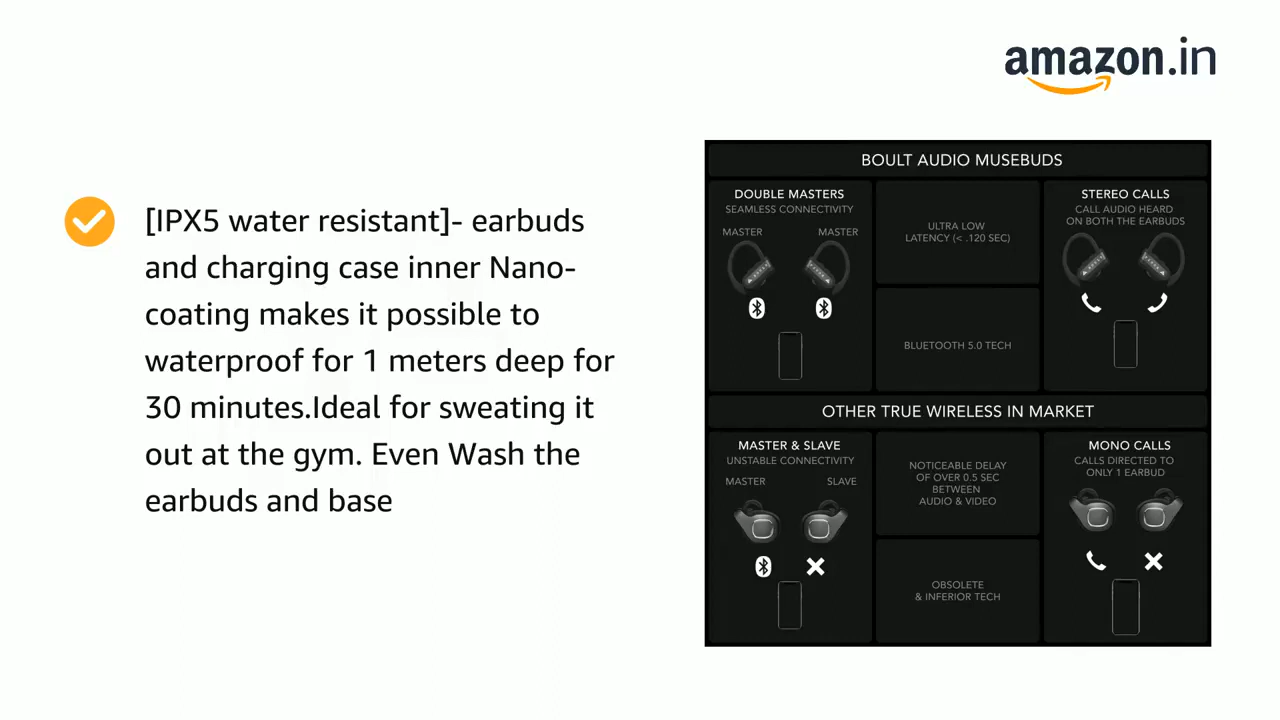 amazon.in
[IPX5 water resistant]- earbuds
and charging case inner Nano-
coating makes it possible to
waterproof for 1 meters deep for
30 minutes.Ideal for sweating it
out at the gym. Even Wash the
earbuds and base
BOULT AUDIO MUSEBUDS
DOUBLE MASTERS
SEAMLESS CONNECTIVITY
MASTER MASTER
ULTRA LOW
LATENCY (< .120 SEC)
BLUETOOTH 5.0 TECH
STEREO CALLS
CALL AUDIO HEARD
ON BOTH THE EARBUDS
OTHER TRUE WIRELESS IN MARKET
MASTER & SLAVE
UNSTABLE CONNECTIVITY
MASTER SLAVE
NOTICEABLE DELAY
OF OVER 0.5 SEC
BETWEEN
AUDIO & VIDEO
OBSOLETE
& INFERIOR TECH
MONO CALLS
CALLS DIRECTED TO
ONLY 1 EARBUD